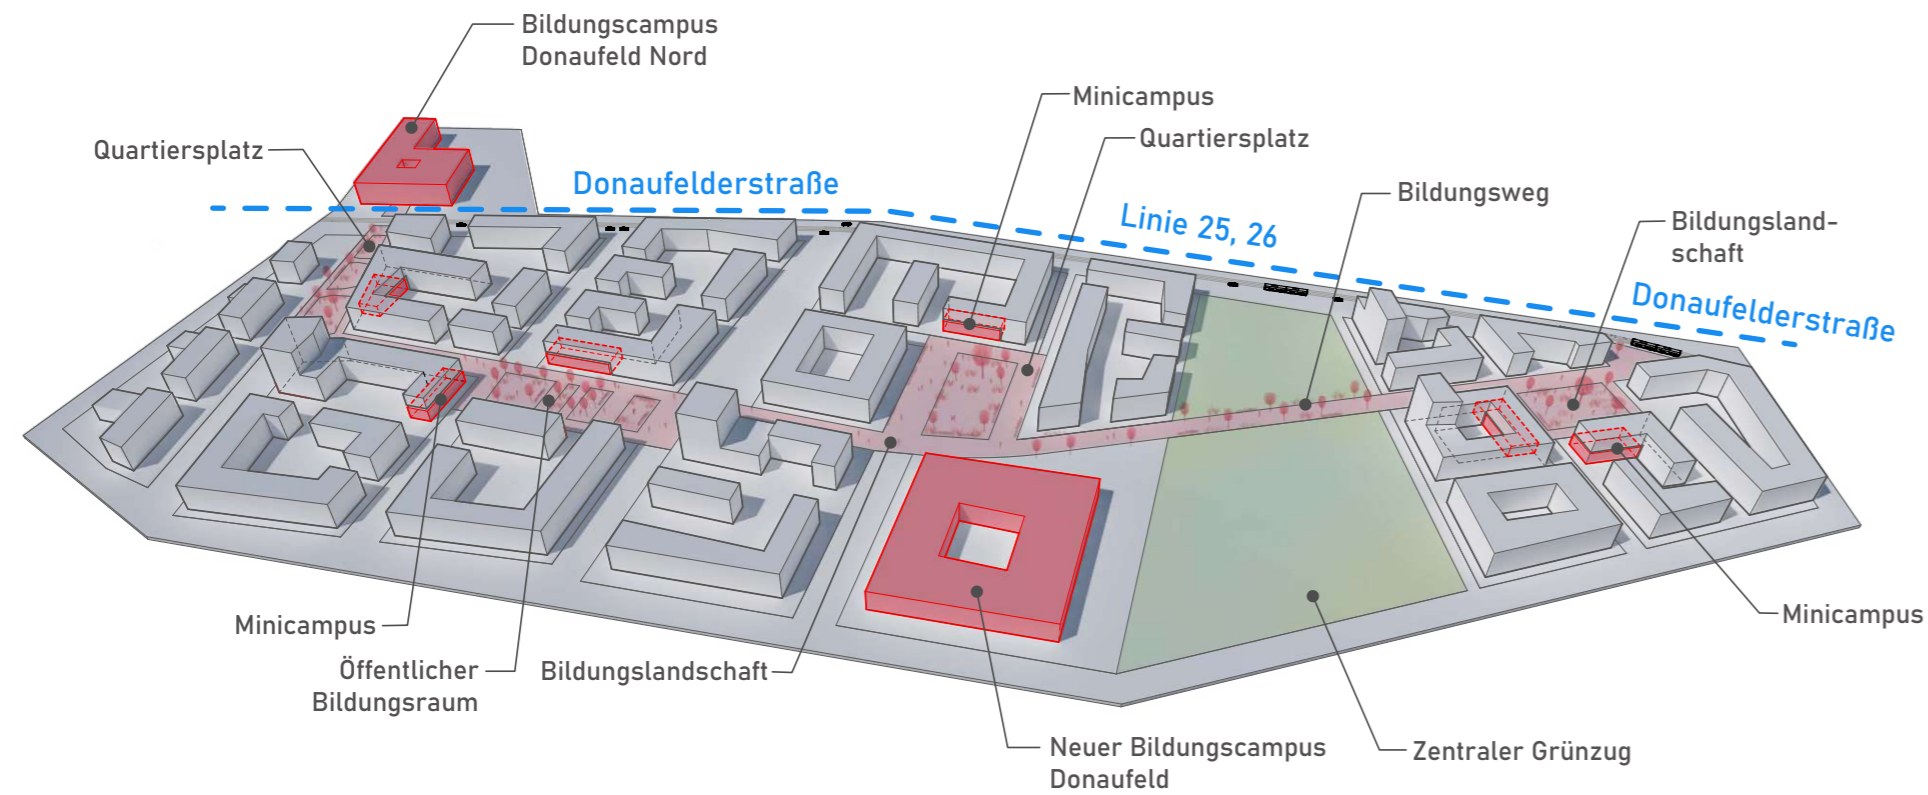 Bildungscampus
Donaufeld Nord
Minicampus
Quartiersplatz
Quartiersplatz
Donaufelderstraße
Bildungsweg
Linie 25, 26
Bildungsland-
schaft
Donaufelderstraße
Minicampus
Minicampus
Öffentlicher
Bildungsraum
Bildungslandschaft
Neuer Bildungscampus
Donaufeld
Zentraler Grünzug